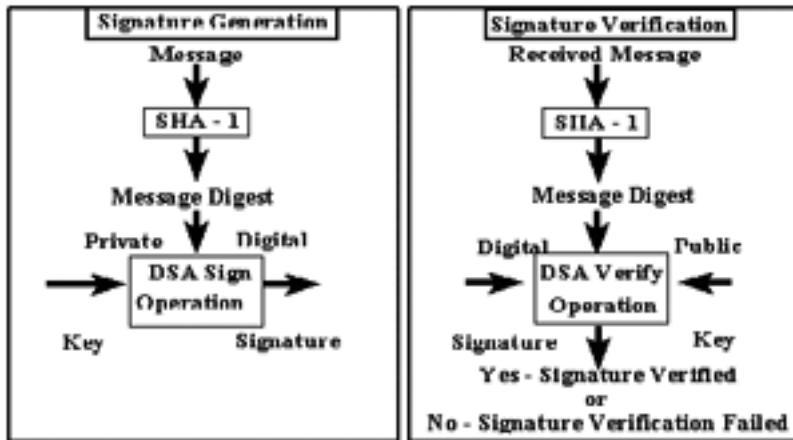 Signature Generation
Message
SHA - 1
Message Digest
Private
Digital
DSA Sign
Operation
Key
Signature
Signature Verification
Received Message
SHA - 1
Message Digest
Digital
Public
DSA Verify
Operation
Signature
Key
Yes - Signature Verified
or
No - Signature Verification Failed